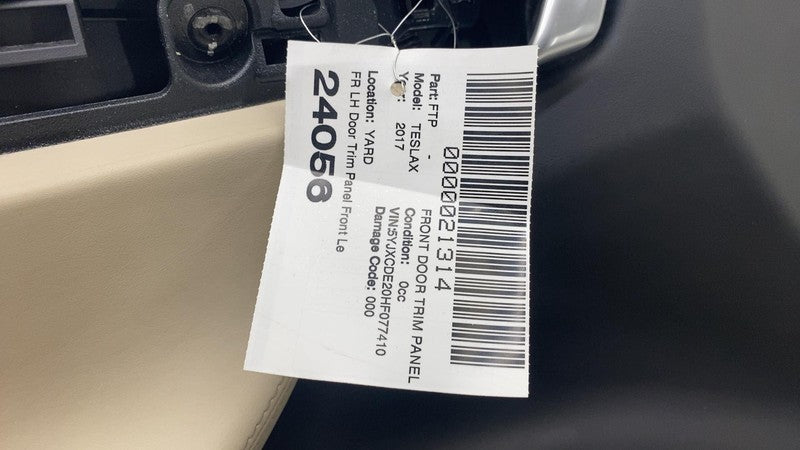 0000021314
Part: FTP - FRONT DOOR TRIM PANEL
Model: TESLAX Condition: 0cc
Year: 2017 VIN:5YJXCDE20HF077410
Damage Code: 000
Location: YARD
FR LH Door Trim Panel Front Le
24056